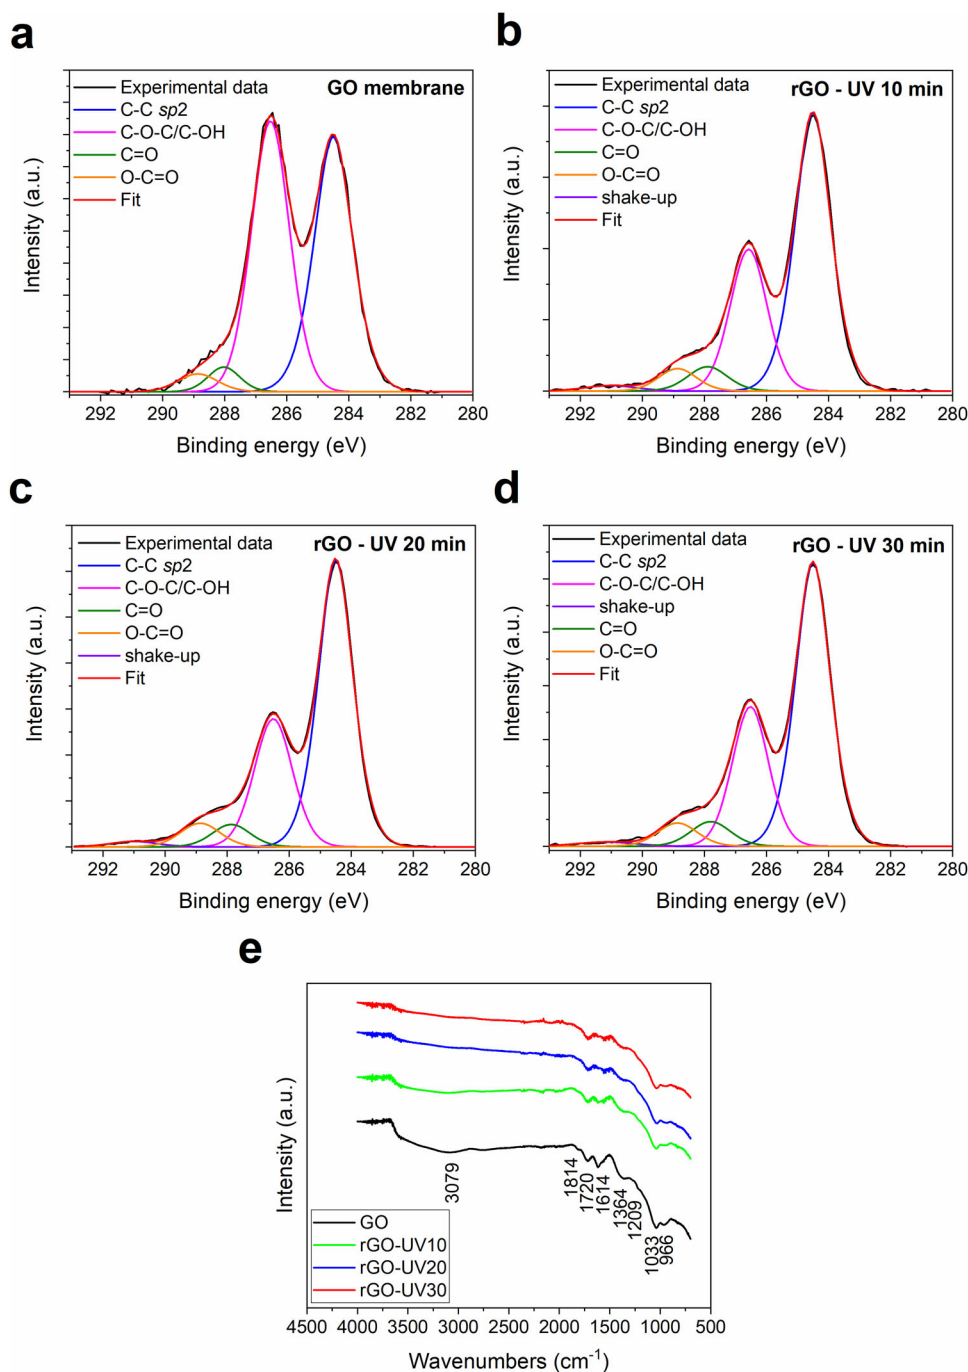 a
GO membrane
Experimental data
C-C sp2
C-O-C/C-OH
C=O
O-C=O
Fit
Intensity (a.u.)
292 290 288 286 284 282 280
Binding energy (eV)
b
rGO - UV 10 min
Experimental data
C-C sp2
C-O-C/C-OH
C=O
O-C=O
shake-up
Fit
Intensity (a.u.)
292 290 288 286 284 282 280
Binding energy (eV)
c
rGO - UV 20 min
Experimental data
C-C sp2
C-O-C/C-OH
C=O
O-C=O
shake-up
Fit
Intensity (a.u.)
292 290 288 286 284 282 280
Binding energy (eV)
d
rGO - UV 30 min
Experimental data
C-C sp2
C-O-C/C-OH
shake-up
C=O
O-C=O
Fit
Intensity (a.u.)
292 290 288 286 284 282 280
Binding energy (eV)
e
Intensity (a.u.)
3079
1814
1720
1614
1364
1209
1033
966
GO
rGO-UV10
rGO-UV20
rGO-UV30
4500 4000 3500 3000 2500 2000 1500 1000 500
Wavenumbers (cm⁻¹)